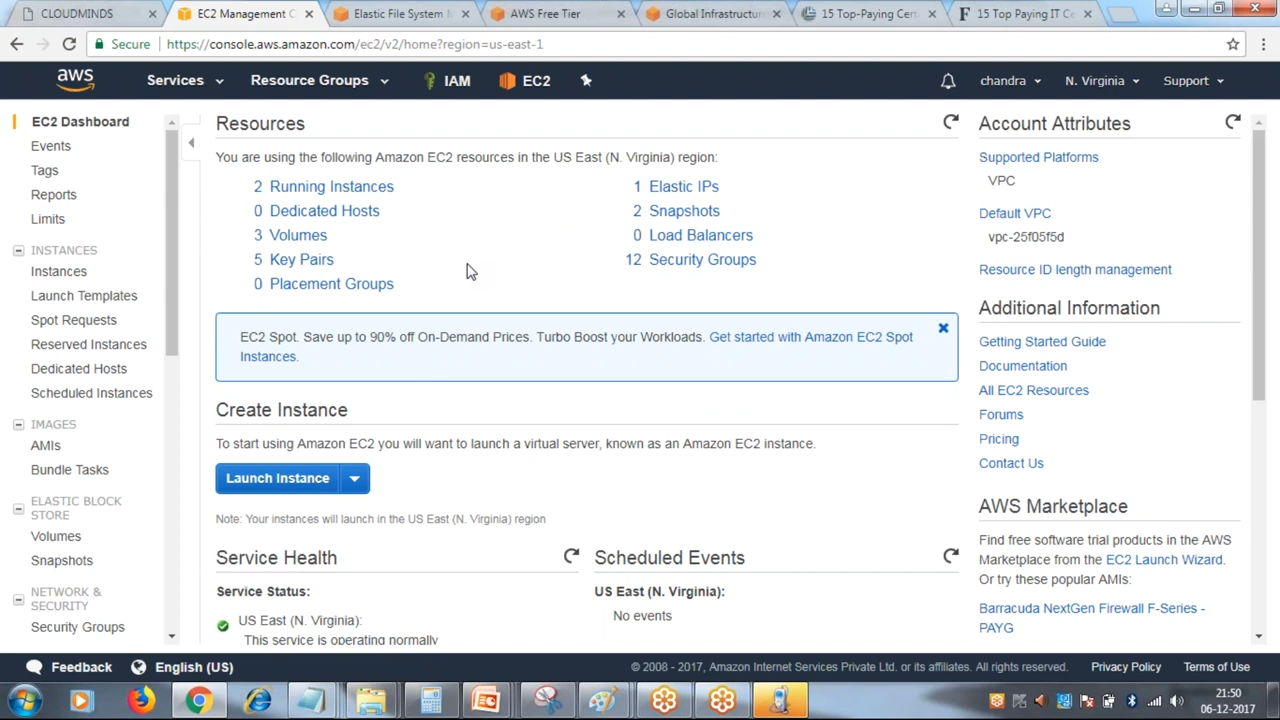 CLOUDMINDS
EC2 Management C
Elastic File System M
AWS Free Tier
Global Infrastructure
15 Top-Paying Cert
15 Top Paying IT Ce
Secure
https://console.aws.amazon.com/ec2/v2/home?region=us-east-1
aws
Services
Resource Groups
IAM
EC2
chandra
N. Virginia
Support
EC2 Dashboard
Events
Tags
Reports
Limits
INSTANCES
Instances
Launch Templates
Spot Requests
Reserved Instances
Dedicated Hosts
Scheduled Instances
IMAGES
AMIs
Bundle Tasks
ELASTIC BLOCK
STORE
Volumes
Snapshots
NETWORK &
SECURITY
Security Groups
Resources
You are using the following Amazon EC2 resources in the US East (N. Virginia) region:
2 Running Instances
0 Dedicated Hosts
3 Volumes
5 Key Pairs
0 Placement Groups
1 Elastic IPs
2 Snapshots
0 Load Balancers
12 Security Groups
EC2 Spot. Save up to 90% off On-Demand Prices. Turbo Boost your Workloads. Get started with Amazon EC2 Spot
Instances.
Create Instance
To start using Amazon EC2 you will want to launch a virtual server, known as an Amazon EC2 instance.
Launch Instance
Note: Your instances will launch in the US East (N. Virginia) region
Service Health
Service Status:
US East (N. Virginia):
This service is operating normally
Scheduled Events
US East (N. Virginia):
No events
Account Attributes
Supported Platforms
VPC
Default VPC
vpc-25f05f5d
Resource ID length management
Additional Information
Getting Started Guide
Documentation
All EC2 Resources
Forums
Pricing
Contact Us
AWS Marketplace
Find free software trial products in the AWS
Marketplace from the EC2 Launch Wizard.
Or try these popular AMIs:
Barracuda NextGen Firewall F-Series -
PAYG
Feedback
English (US)
© 2008 - 2017, Amazon Internet Services Private Ltd. or its affiliates. All rights reserved.
Privacy Policy
Terms of Use
21:50
06-12-2017